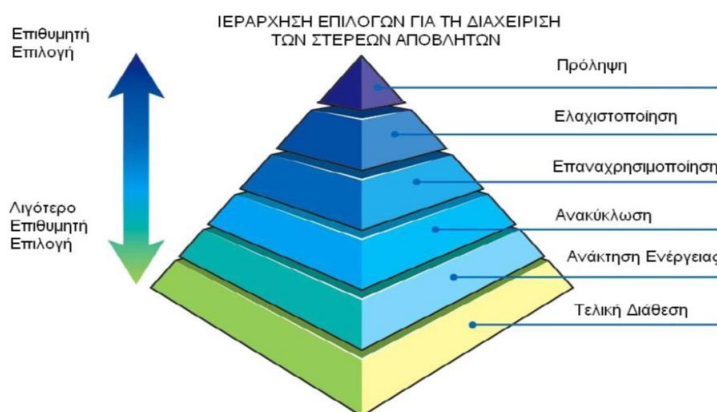 ΙΕΡΑΡΧΗΣΗ ΕΠΙΛΟΓΩΝ ΓΙΑ ΤΗ ΔΙΑΧΕΙΡΙΣΗ
ΤΩΝ ΣΤΕΡΕΩΝ ΑΠΟΒΛΗΤΩΝ
Επιθυμητή
Επιλογή
Λιγότερο
Επιθυμητή
Επιλογή
Πρόληψη
Ελαχιστοποίηση
Επαναχρησιμοποίηση
Ανακύκλωση
Ανάκτηση Ενέργειας
Τελική Διάθεση